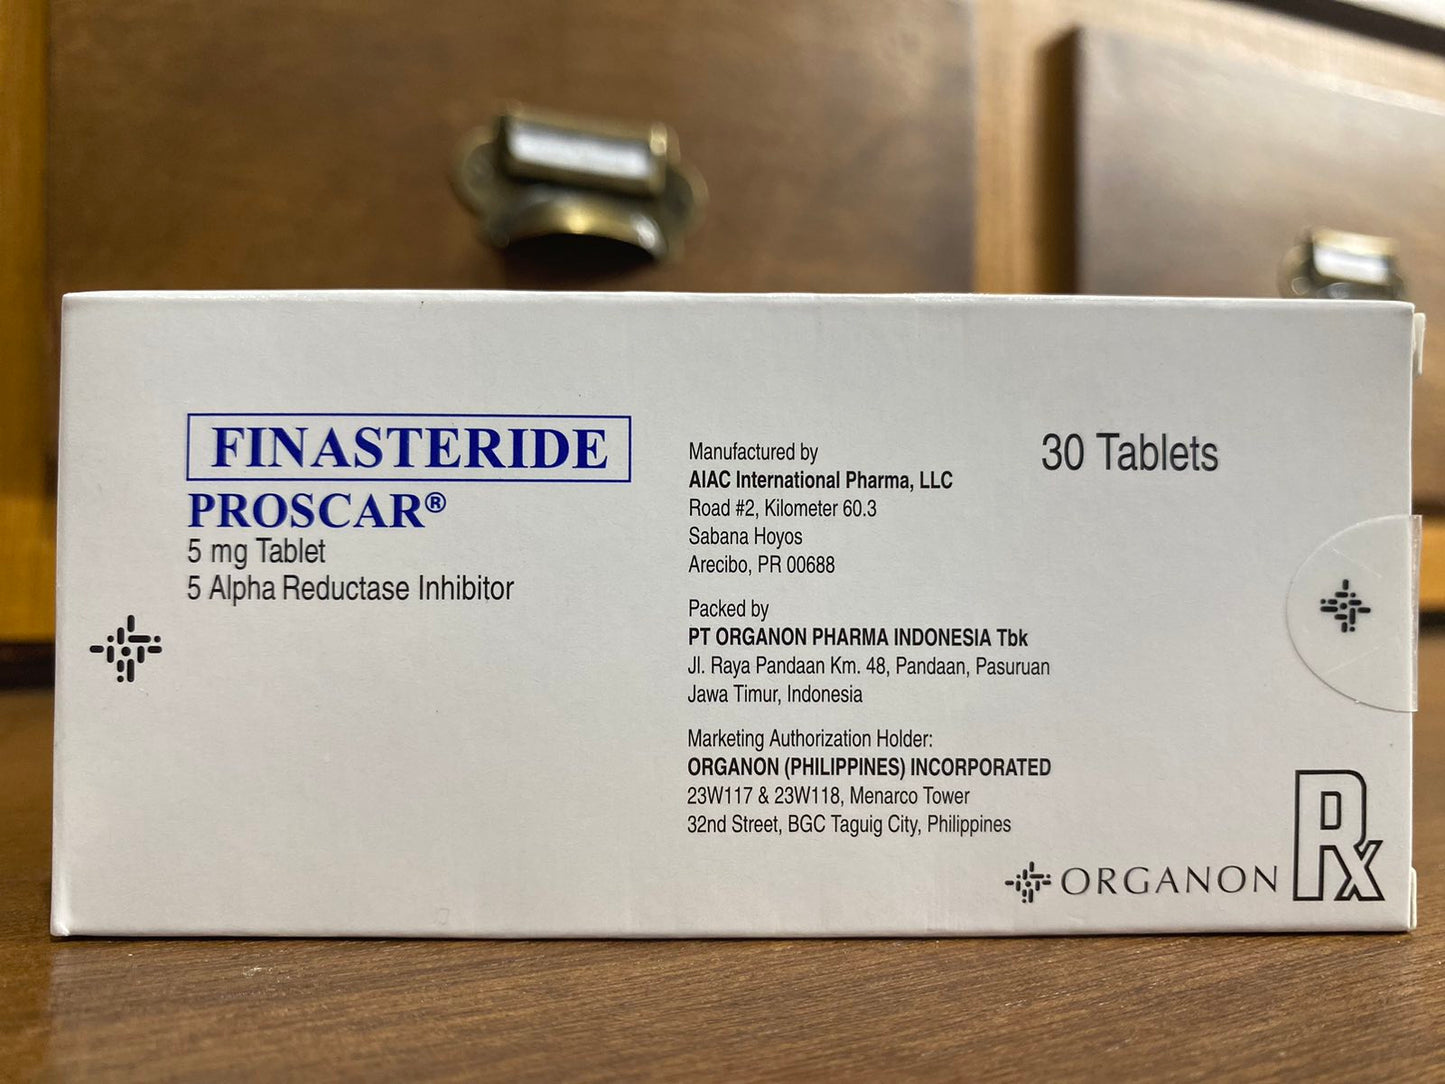 FINASTERIDE
PROSCAR®
5 mg Tablet
5 Alpha Reductase Inhibitor
Manufactured by
AIAC International Pharma, LLC
Road #2, Kilometer 60.3
Sabana Hoyos
Arecibo, PR 00688
Packed by
PT ORGANON PHARMA INDONESIA Tbk
Jl. Raya Pandaan Km. 48, Pandaan, Pasuruan
Jawa Timur, Indonesia
Marketing Authorization Holder:
ORGANON (PHILIPPINES) INCORPORATED
23W117 & 23W118, Menarco Tower
32nd Street, BGC Taguig City, Philippines
30 Tablets
ORGANON
Rx